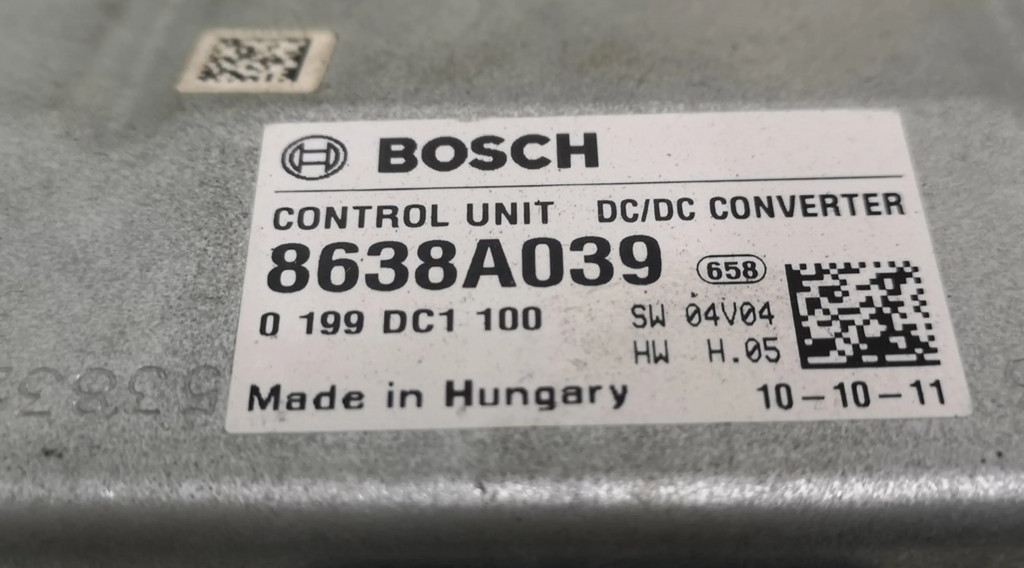 BOSCH
CONTROL UNIT DC/DC CONVERTER
8638A039 658
0 199 DC1 100 SW 04V04
HW H.05
Made in Hungary 10-10-11